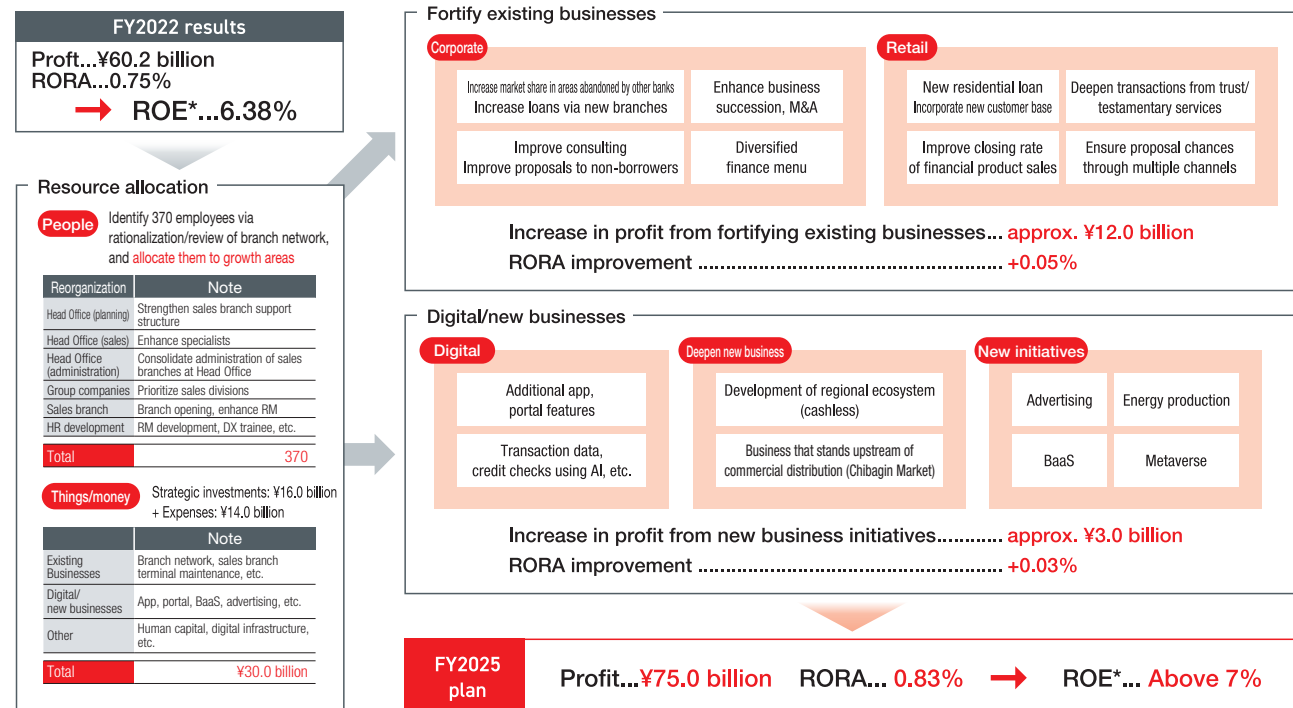 FY2022 results
Proft...¥60.2 billion
RORA...0.75%
→ ROE*...6.38%
Resource allocation
People
Identify 370 employees via
rationalization/review of branch network,
and allocate them to growth areas
Reorganization Note
Head Office (planning) Strengthen sales branch support
structure
Head Office (sales) Enhance specialists
Head Office
(administration)
Consolidate administration of sales
branches at Head Office
Group companies Prioritize sales divisions
Sales branch Branch opening, enhance RM
HR development RM development, DX trainee, etc.
Total 370
Things/money
Strategic investments: ¥16.0 billion
+ Expenses: ¥14.0 billion
Note
Existing
Businesses
Branch network, sales branch
terminal maintenance, etc.
Digital/
new businesses
App, portal, BaaS, advertising, etc.
Other
Human capital, digital infrastructure,
etc.
Total ¥30.0 billion
Fortify existing businesses
Corporate
Increase market share in areas abandoned by other banks
Increase loans via new branches
Enhance business
succession, M&A
Improve consulting
Improve proposals to non-borrowers
Diversified
finance menu
Retail
New residential loan
Incorporate new customer base
Deepen transactions from trust/
testamentary services
Improve closing rate
of financial product sales
Ensure proposal chances
through multiple channels
Increase in profit from fortifying existing businesses... approx. ¥12.0 billion
RORA improvement ............................................... +0.05%
Digital/new businesses
Digital
Additional app,
portal features
Transaction data,
credit checks using AI, etc.
Deepen new business
Development of regional ecosystem
(cashless)
Business that stands upstream of
commercial distribution (Chibagin Market)
New initiatives
Advertising
Energy production
BaaS
Metaverse
Increase in profit from new business initiatives............ approx. ¥3.0 billion
RORA improvement ............................................... +0.03%
FY2025
plan
Profit...¥75.0 billion RORA... 0.83% → ROE*... Above 7%